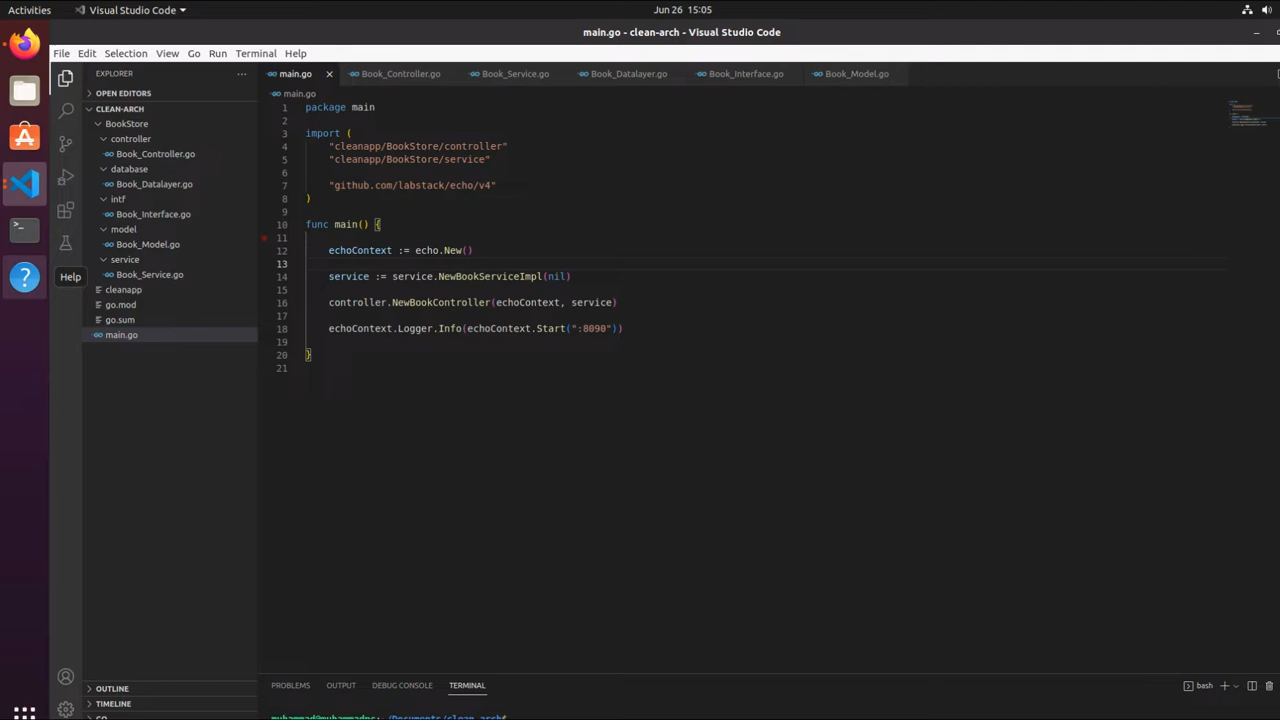 Activities
Visual Studio Code
Jun 26 15:05
main.go - clean-arch - Visual Studio Code
File Edit Selection View Go Run Terminal Help
EXPLORER
OPEN EDITORS
CLEAN-ARCH
BookStore
controller
Book_Controller.go
database
Book_Datalayer.go
intf
Book_Interface.go
model
Book_Model.go
service
Book_Service.go
cleanapp
go.mod
go.sum
main.go
OUTLINE
TIMELINE
GO
Help
main.go Book_Controller.go Book_Service.go Book_Datalayer.go Book_Interface.go Book_Model.go
main.go
1 package main
2
3 import (
4 "cleanapp/BookStore/controller"
5 "cleanapp/BookStore/service"
6
7 "github.com/labstack/echo/v4"
8 )
9
10 func main() {
11
12 echoContext := echo.New()
13
14 service := service.NewBookServiceImpl(nil)
15
16 controller.NewBookController(echoContext, service)
17
18 echoContext.Logger.Info(echoContext.Start(":8090"))
19
20 }
21
PROBLEMS OUTPUT DEBUG CONSOLE TERMINAL
bash